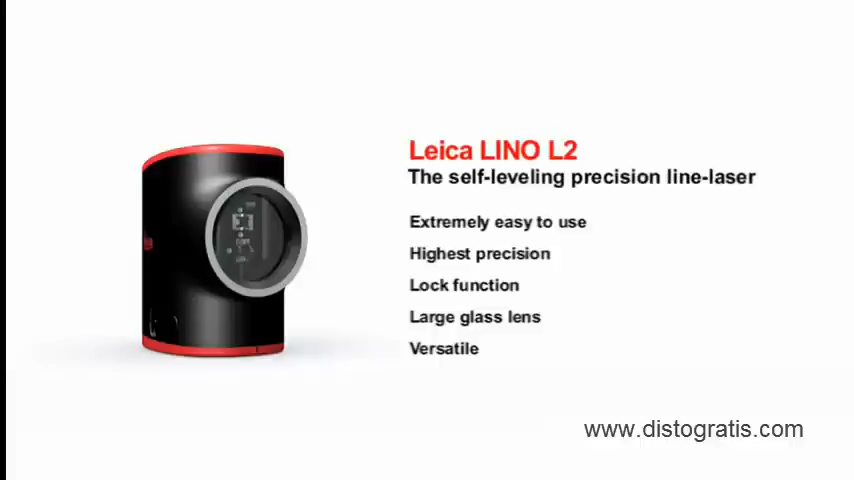 Leica LINO L2
The self-leveling precision line-laser
Extremely easy to use
Highest precision
Lock function
Large glass lens
Versatile
www.distogratis.com